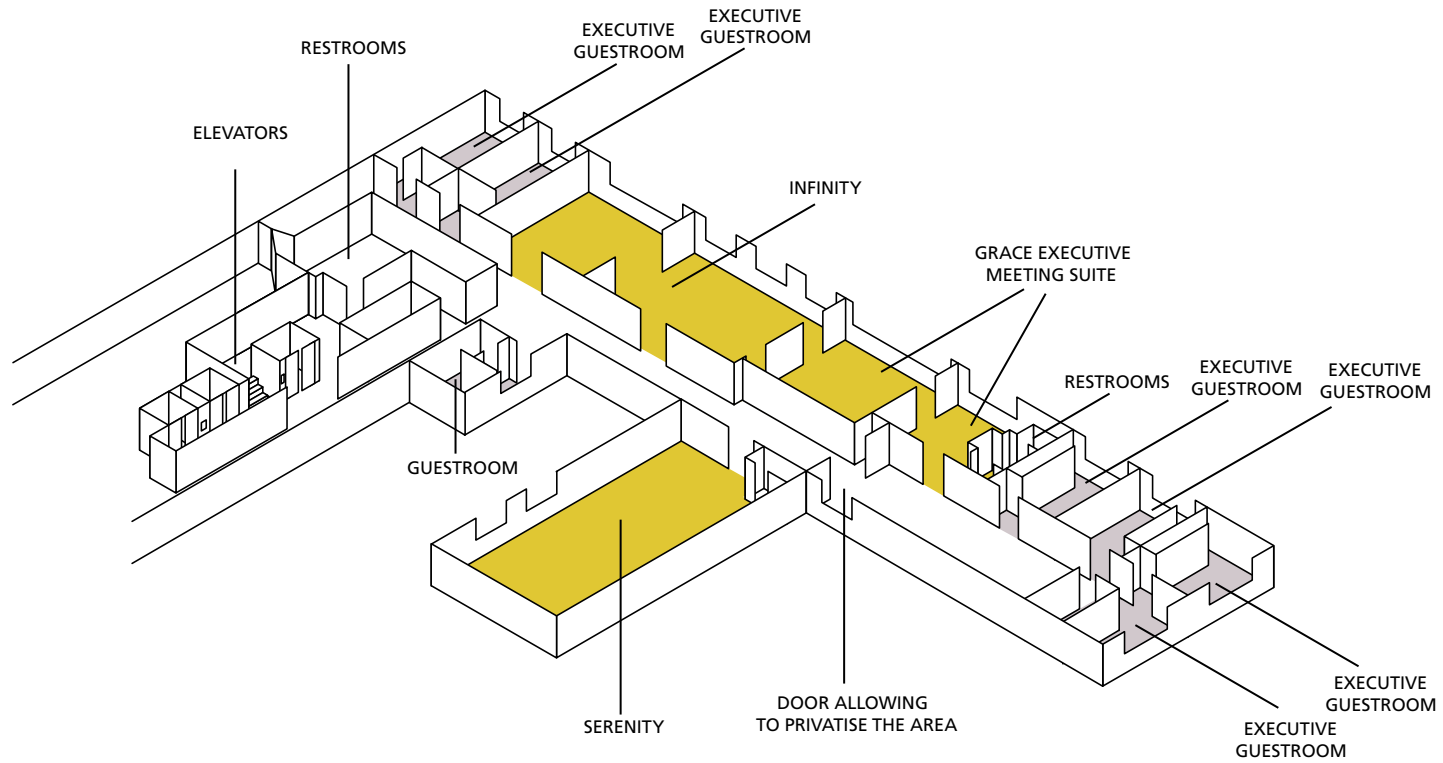 EXECUTIVE
GUESTROOM
EXECUTIVE
GUESTROOM
RESTROOMS
ELEVATORS
INFINITY
GRACE EXECUTIVE
MEETING SUITE
RESTROOMS
EXECUTIVE
GUESTROOM
EXECUTIVE
GUESTROOM
GUESTROOM
SERENITY
DOOR ALLOWING
TO PRIVATISE THE AREA
EXECUTIVE
GUESTROOM
EXECUTIVE
GUESTROOM